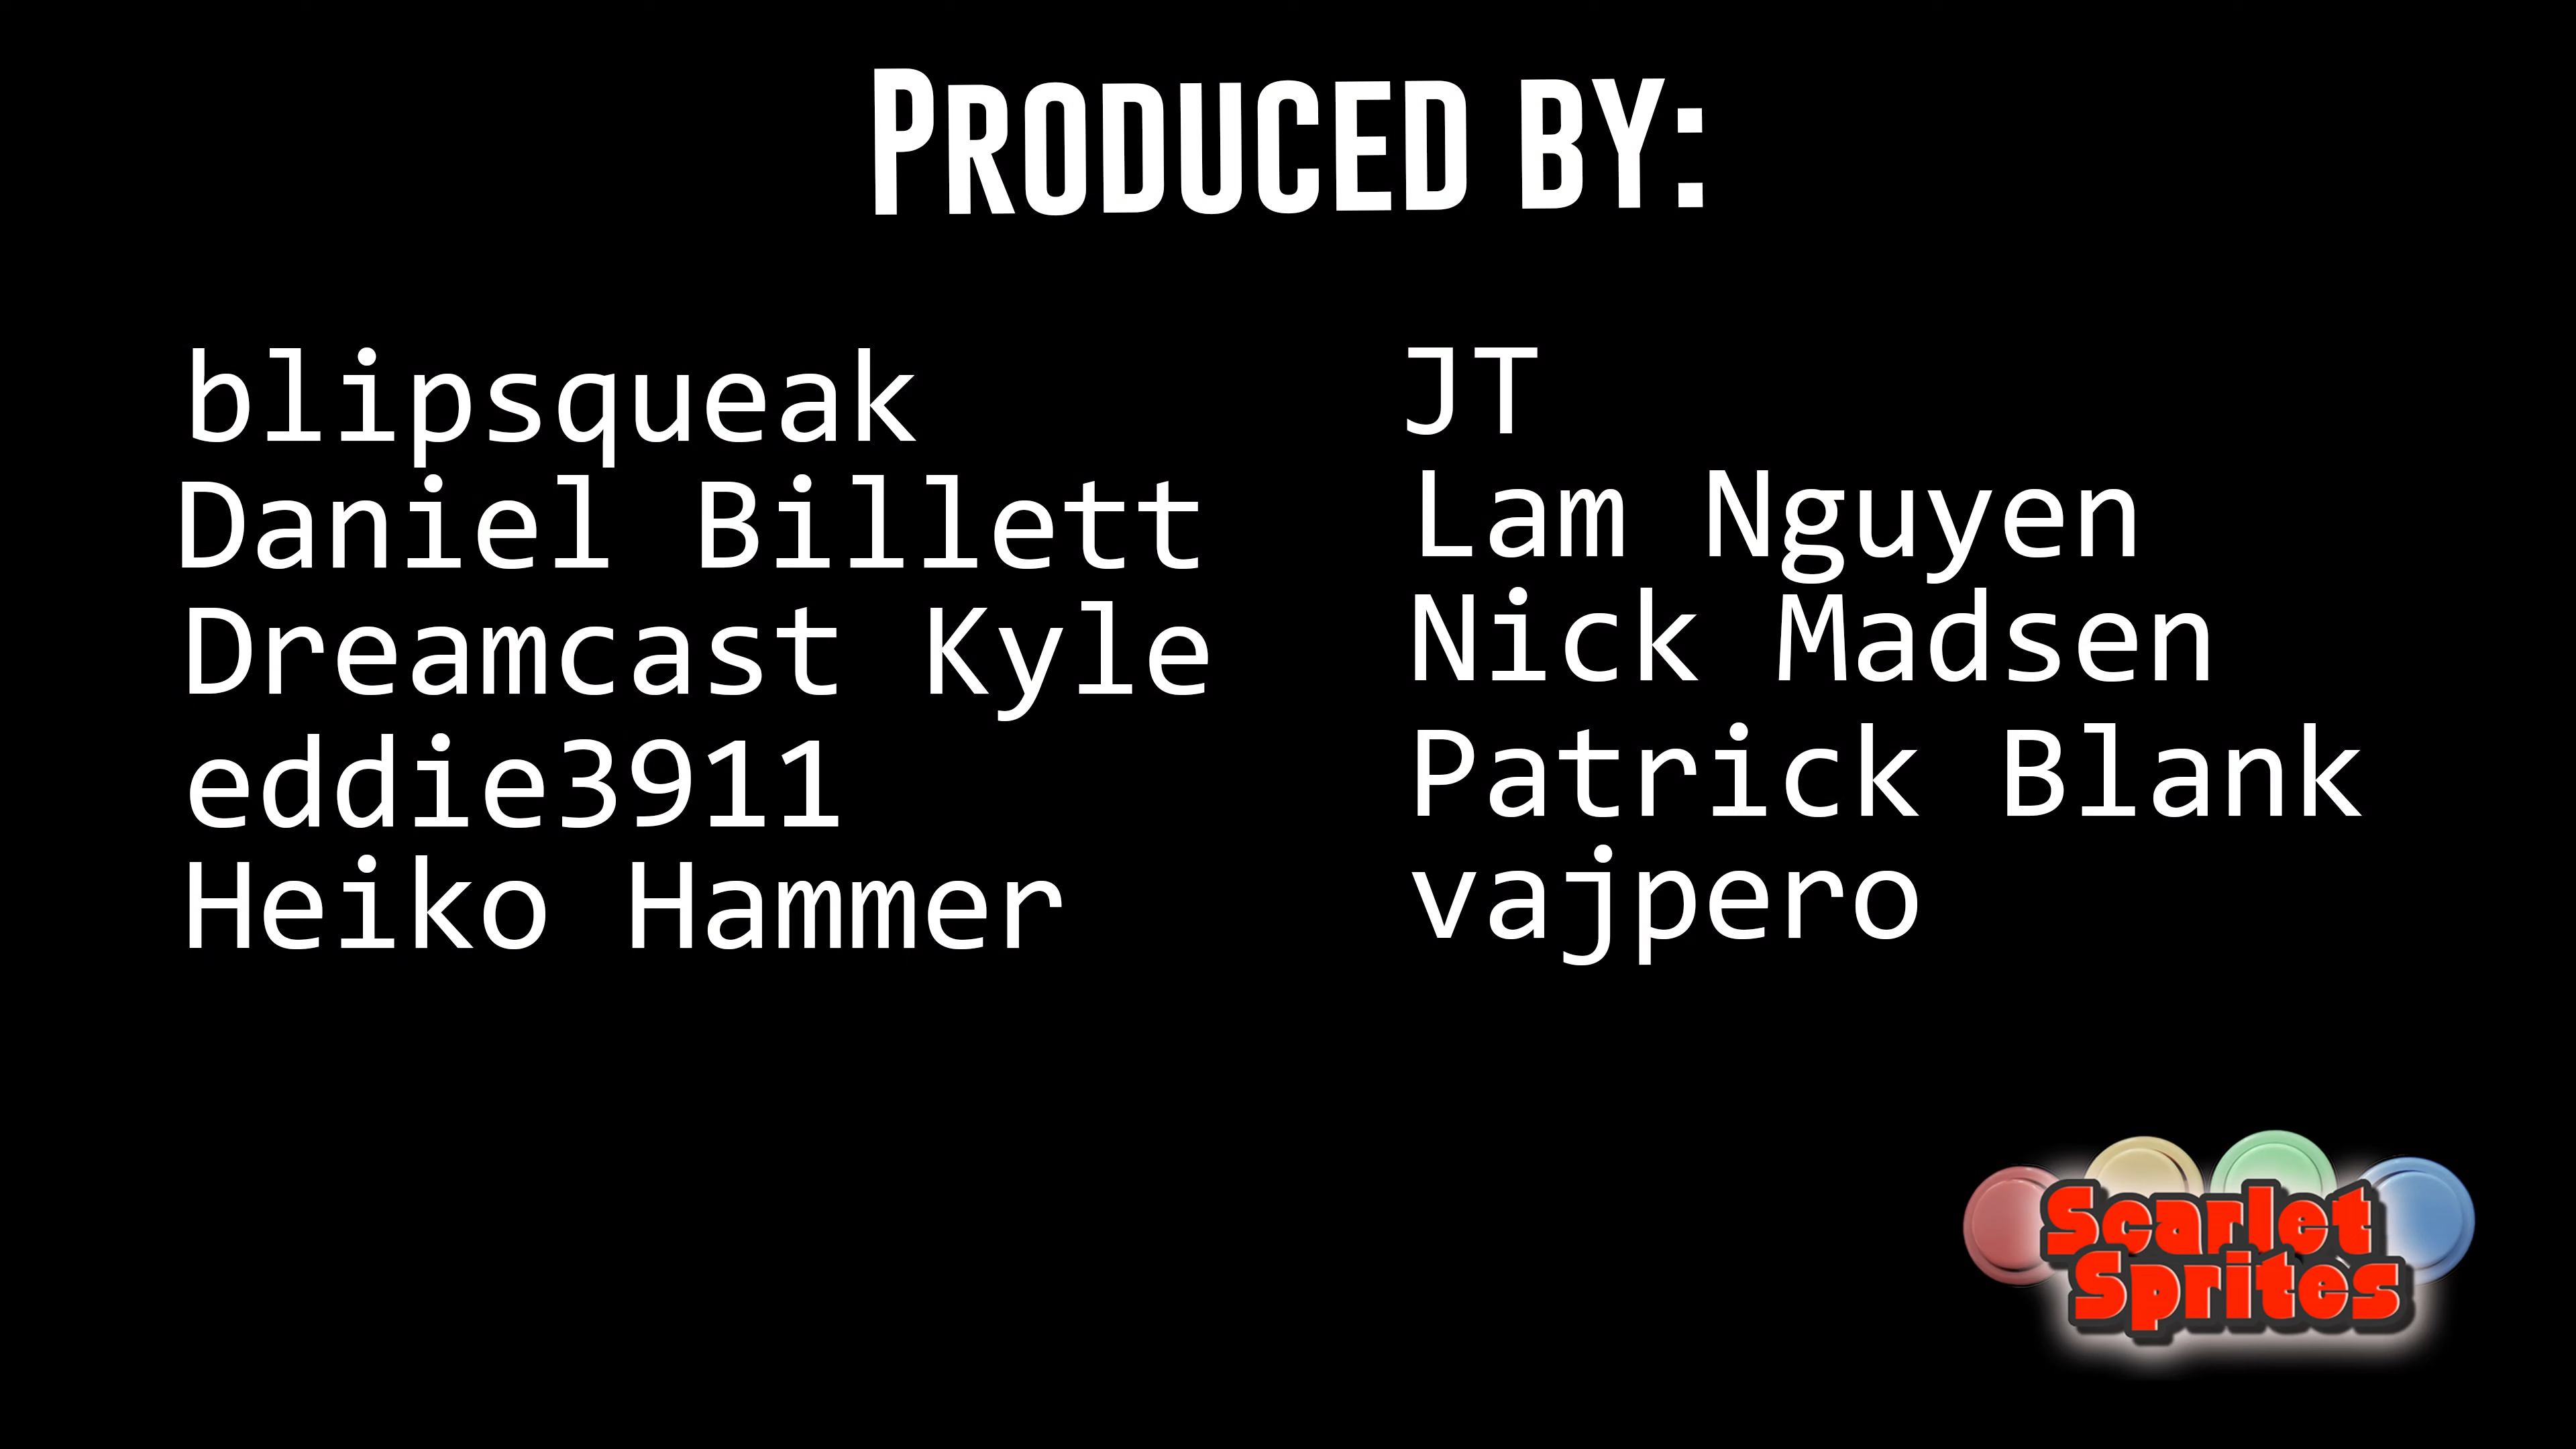 PRODUCED BY:
blipsqueak
Daniel Billett
Dreamcast Kyle
eddie3911
Heiko Hammer
JT
Lam Nguyen
Nick Madsen
Patrick Blank
vajpero
Scarlet
Sprites